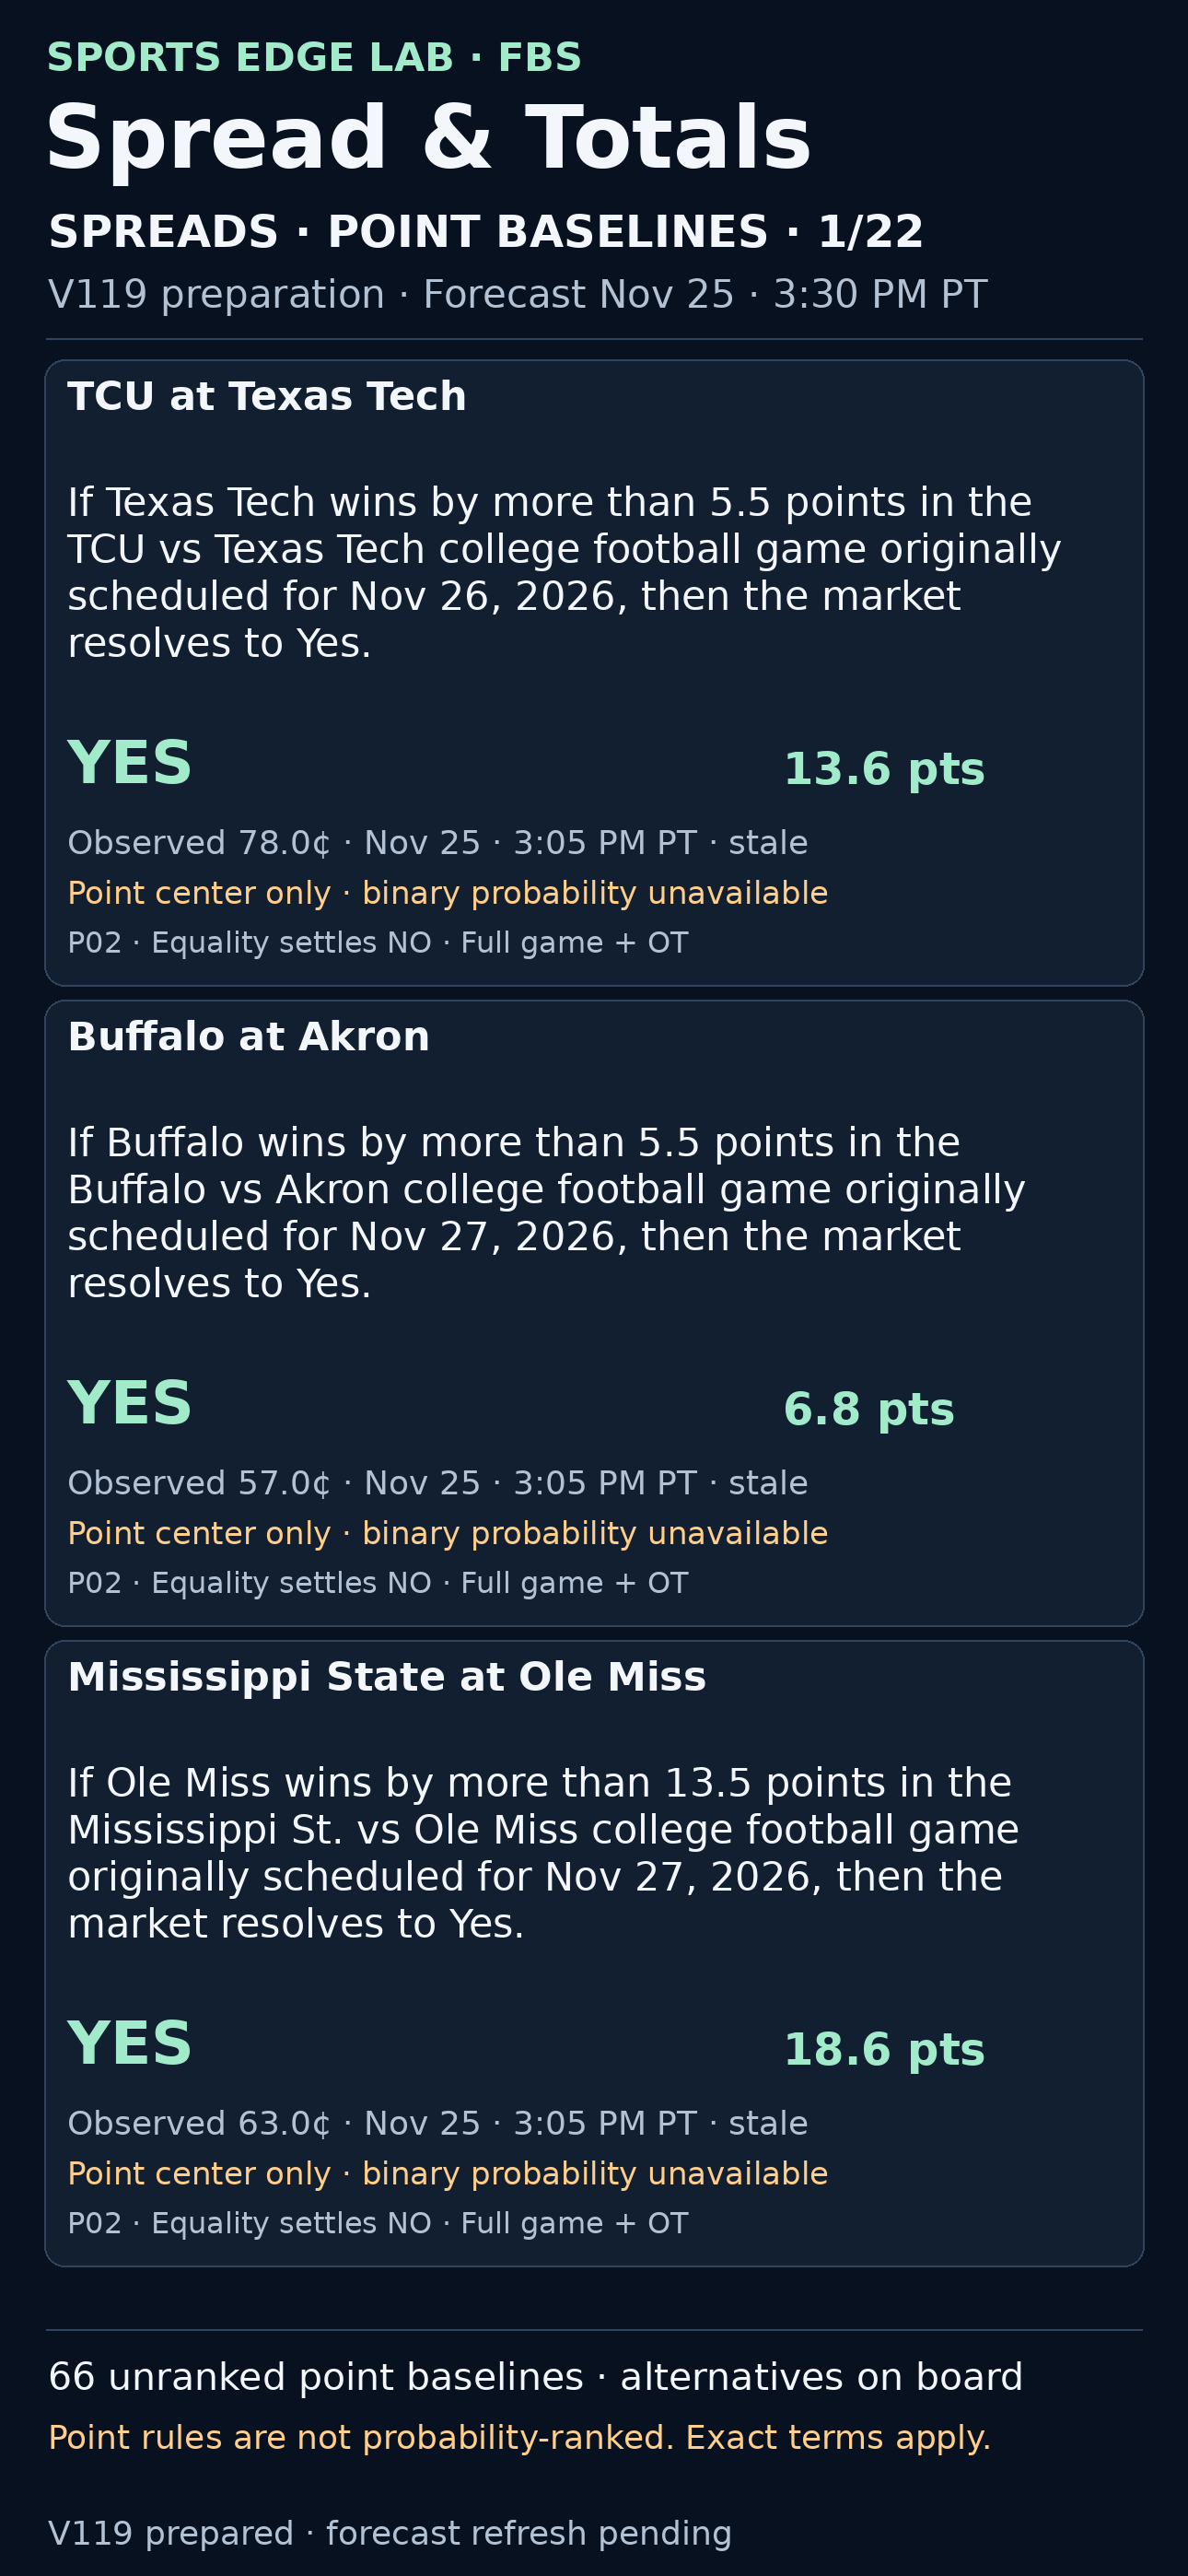 SPORTS EDGE LAB · FBS
Spread & Totals
SPREADS · POINT BASELINES · 1/22
V119 preparation · Forecast Nov 25 · 3:30 PM PT
TCU at Texas Tech
If Texas Tech wins by more than 5.5 points in the
TCU vs Texas Tech college football game originally
scheduled for Nov 26, 2026, then the market
resolves to Yes.
YES 13.6 pts
Observed 78.0¢ · Nov 25 · 3:05 PM PT · stale
Point center only · binary probability unavailable
P02 · Equality settles NO · Full game + OT
Buffalo at Akron
If Buffalo wins by more than 5.5 points in the
Buffalo vs Akron college football game originally
scheduled for Nov 27, 2026, then the market
resolves to Yes.
YES 6.8 pts
Observed 57.0¢ · Nov 25 · 3:05 PM PT · stale
Point center only · binary probability unavailable
P02 · Equality settles NO · Full game + OT
Mississippi State at Ole Miss
If Ole Miss wins by more than 13.5 points in the
Mississippi St. vs Ole Miss college football game
originally scheduled for Nov 27, 2026, then the
market resolves to Yes.
YES 18.6 pts
Observed 63.0¢ · Nov 25 · 3:05 PM PT · stale
Point center only · binary probability unavailable
P02 · Equality settles NO · Full game + OT
66 unranked point baselines · alternatives on board
Point rules are not probability-ranked. Exact terms apply.
V119 prepared · forecast refresh pending